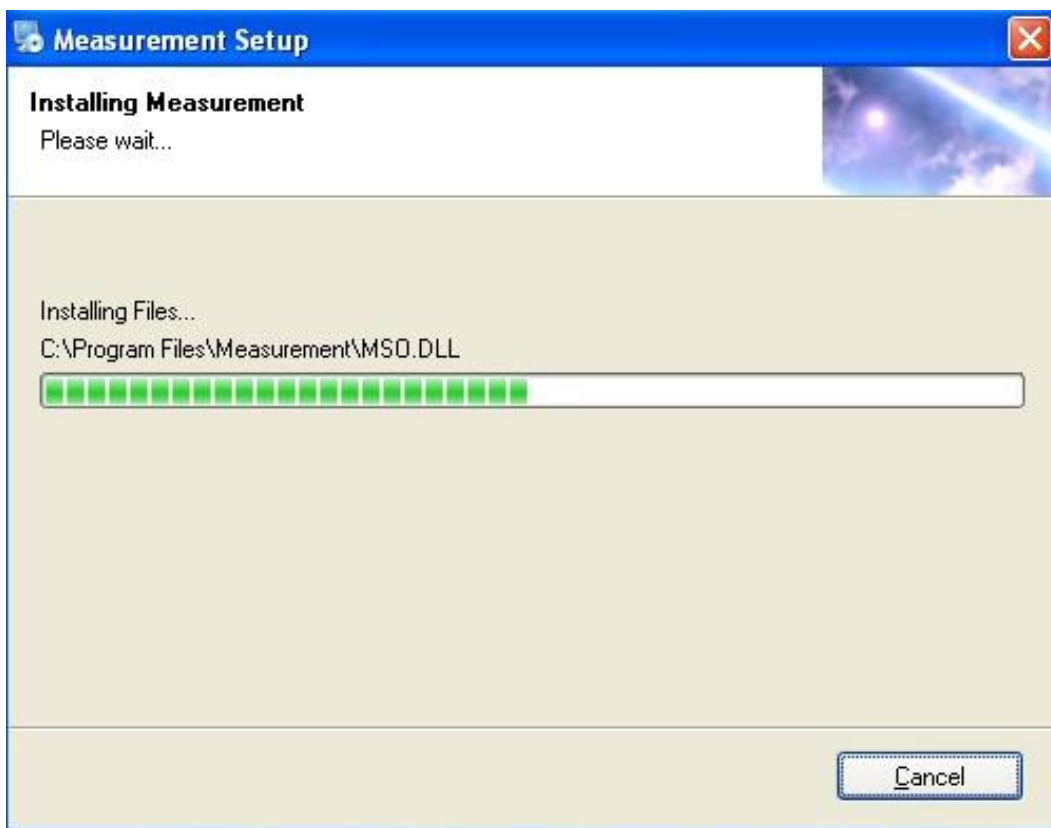 Measurement Setup
Installing Measurement
Please wait...
Installing Files...
C:\Program Files\Measurement\MSO.DLL
Cancel